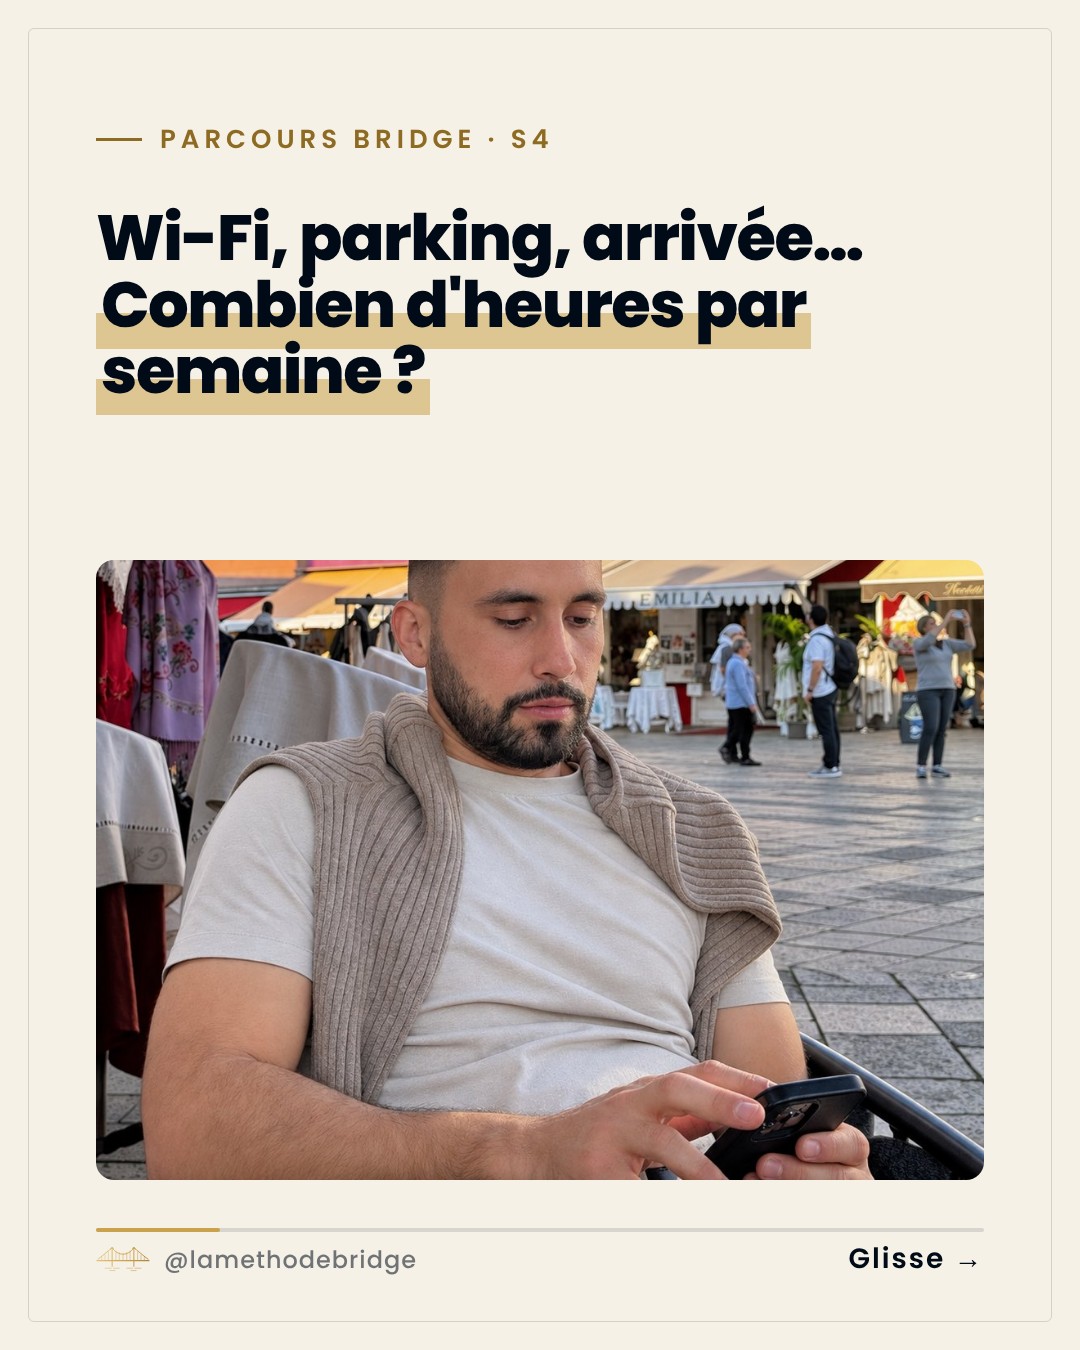 PARCOURS BRIDGE · S4
Wi-Fi, parking, arrivée...
Combien d'heures par
semaine ?
EMILIA
@lamethodebridge
Glisse →